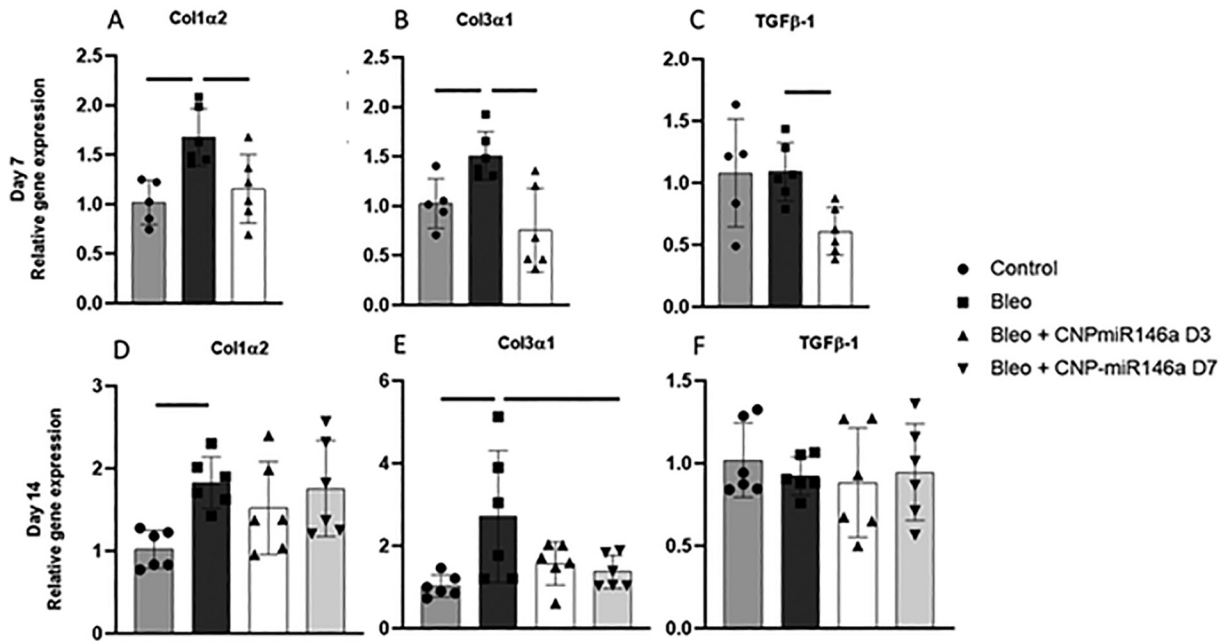 A Col1α2
B Col3α1
C TGFβ-1
Day 7
Relative gene expression
2.5
2.0
1.5
1.0
0.5
0.0
2.5
2.0
1.5
1.0
0.5
0.0
2.0
1.5
1.0
0.5
0.0
Control
Bleo
Bleo + CNPmiR146a D3
Bleo + CNP-miR146a D7
D Col1α2
E Col3α1
F TGFβ-1
Day 14
Relative gene expression
3
2
1
0
6
4
2
0
1.5
1.0
0.5
0.0